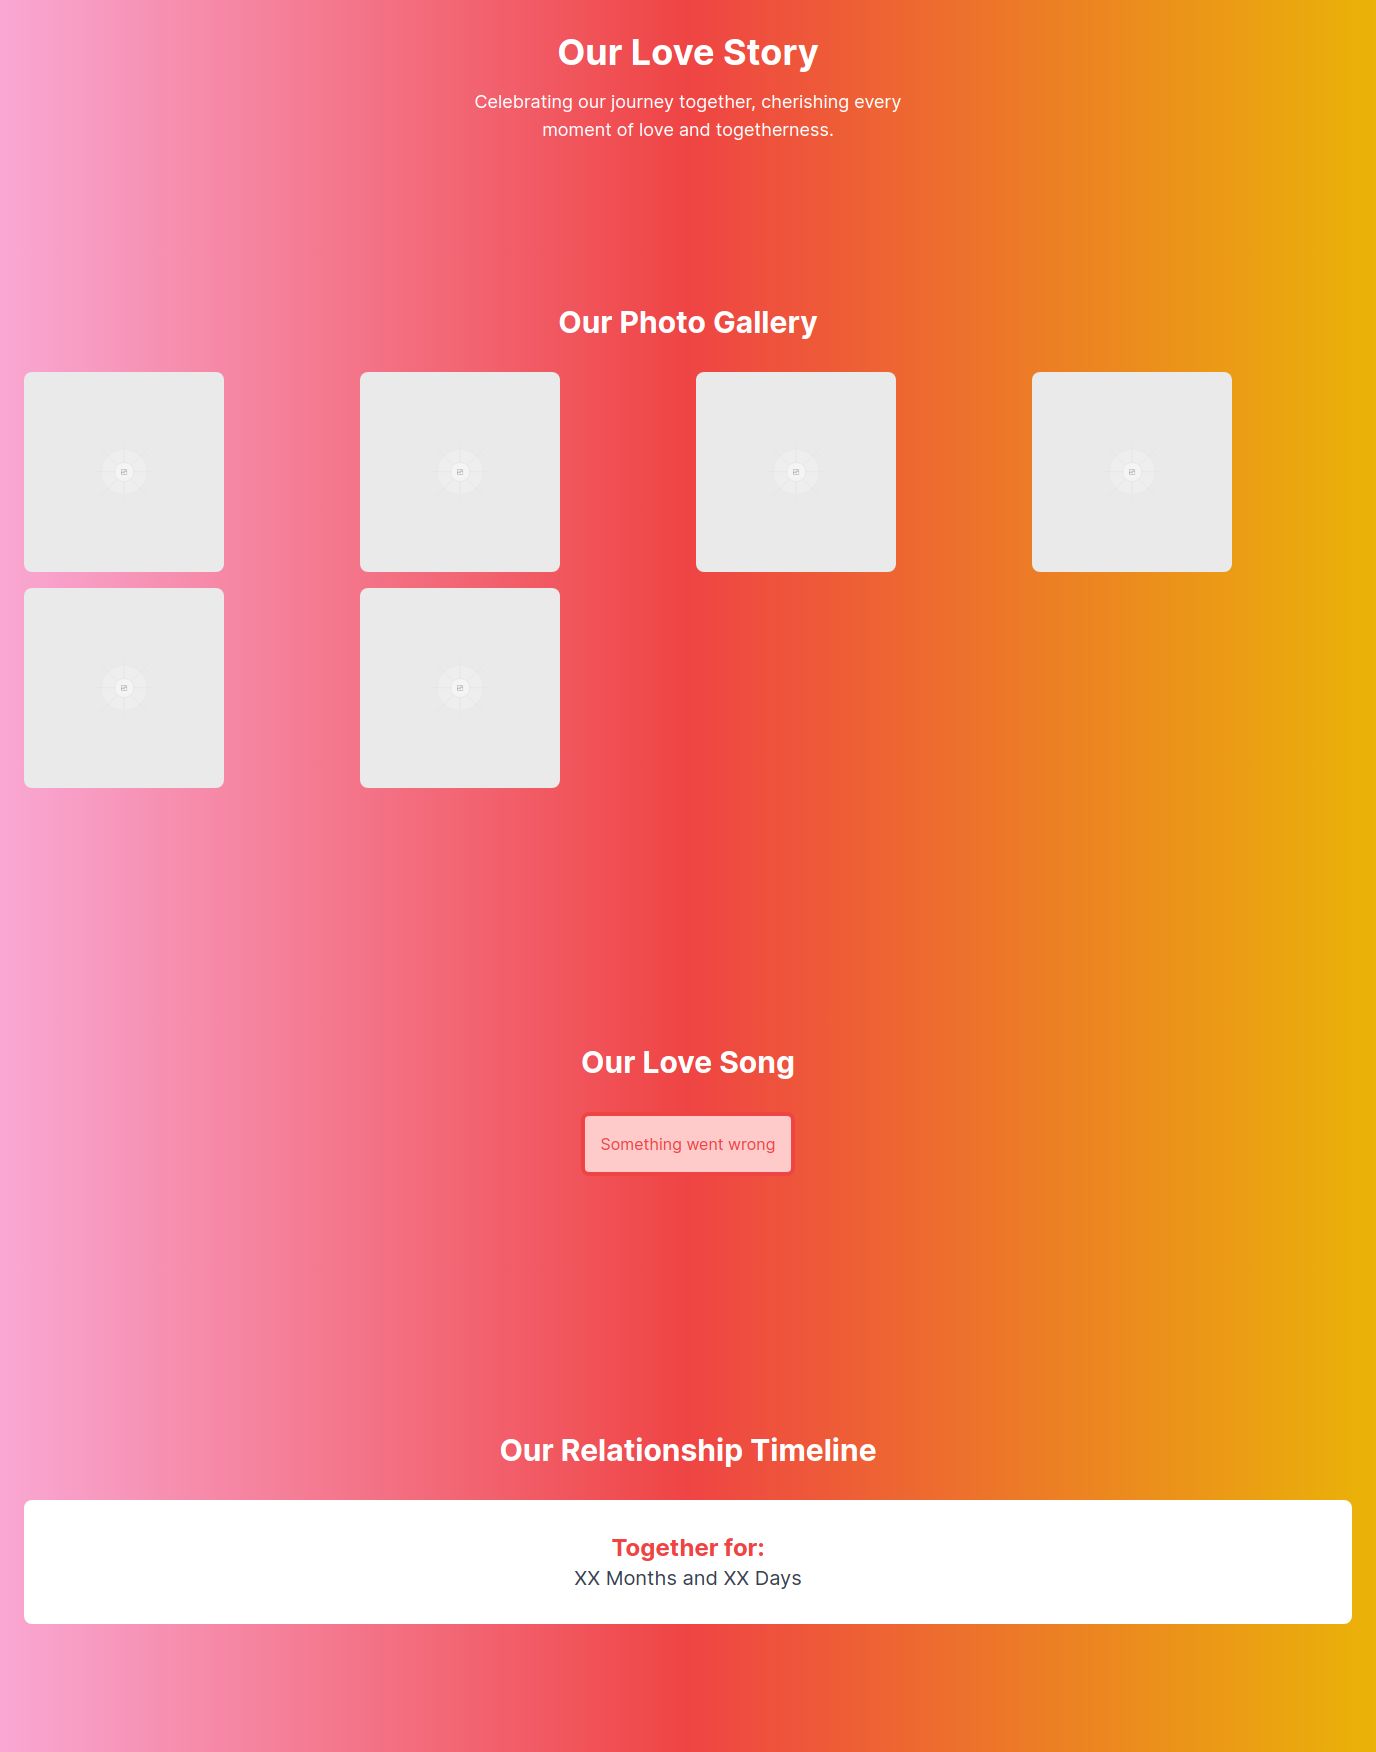 Our Love Story
Celebrating our journey together, cherishing every
moment of love and togetherness.
Our Photo Gallery
Our Love Song
Something went wrong
Our Relationship Timeline
Together for:
XX Months and XX Days